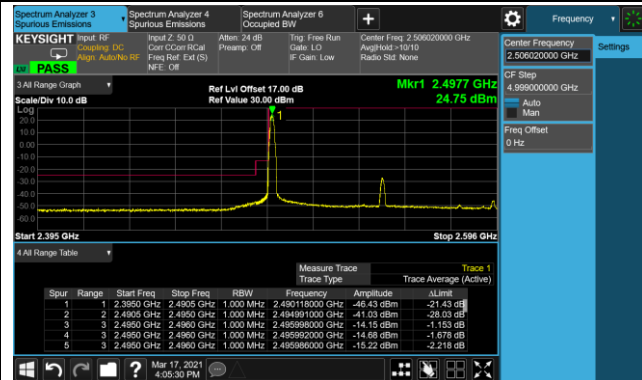 Spectrum Analyzer 3
Spurious Emissions
Spectrum Analyzer 4
Spurious Emissions
Spectrum Analyzer 6
Occupied BW
Frequency
KEYSIGHT
Input: RF
Coupling: DC
Align: Auto/No RF
Input Z: 50 Ω
Corr CCorr RCal
Freq Ref: Ext (S)
NFE: Off
Atten: 24 dB
Preamp: Off
Trig: Free Run
Gate: LO
IF Gain: Low
Center Freq: 2.506020000 GHz
Avg|Hold:>10/10
Radio Std: None
PASS
Center Frequency
2.506020000 GHz
Settings
CF Step
4.999000000 GHz
Auto
Man
Freq Offset
0 Hz
3 All Range Graph
Scale/Div 10.0 dB
Ref Lvl Offset 17.00 dB
Ref Value 30.00 dBm
Mkr1 2.4977 GHz
24.75 dBm
Log
20.0
10.0
0.00
-10.0
-20.0
-30.0
-40.0
-50.0
-60.0
1
Start 2.395 GHz
Stop 2.596 GHz
4 All Range Table
Measure Trace Trace 1
Trace Type Trace Average (Active)
Spur Range Start Freq Stop Freq RBW Frequency Amplitude ΔLimit
1 1 2.3950 GHz 2.4905 GHz 1.000 MHz 2.490118000 GHz -46.43 dBm -21.43 dB
2 2 2.4905 GHz 2.4950 GHz 1.000 MHz 2.494991000 GHz -41.03 dBm -28.03 dB
3 3 2.4950 GHz 2.4960 GHz 1.000 MHz 2.495998000 GHz -14.15 dBm -1.153 dB
4 3 2.4950 GHz 2.4960 GHz 1.000 MHz 2.495992000 GHz -14.68 dBm -1.678 dB
5 3 2.4950 GHz 2.4960 GHz 1.000 MHz 2.495986000 GHz -15.22 dBm -2.218 dB
Mar 17, 2021
4:05:30 PM